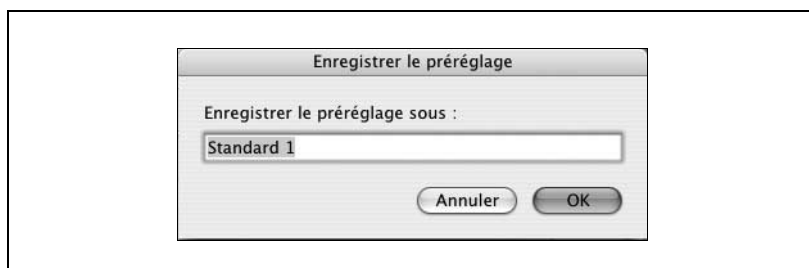 Enregistrer le préréglage
Enregistrer le préréglage sous :
Standard 1
Annuler OK